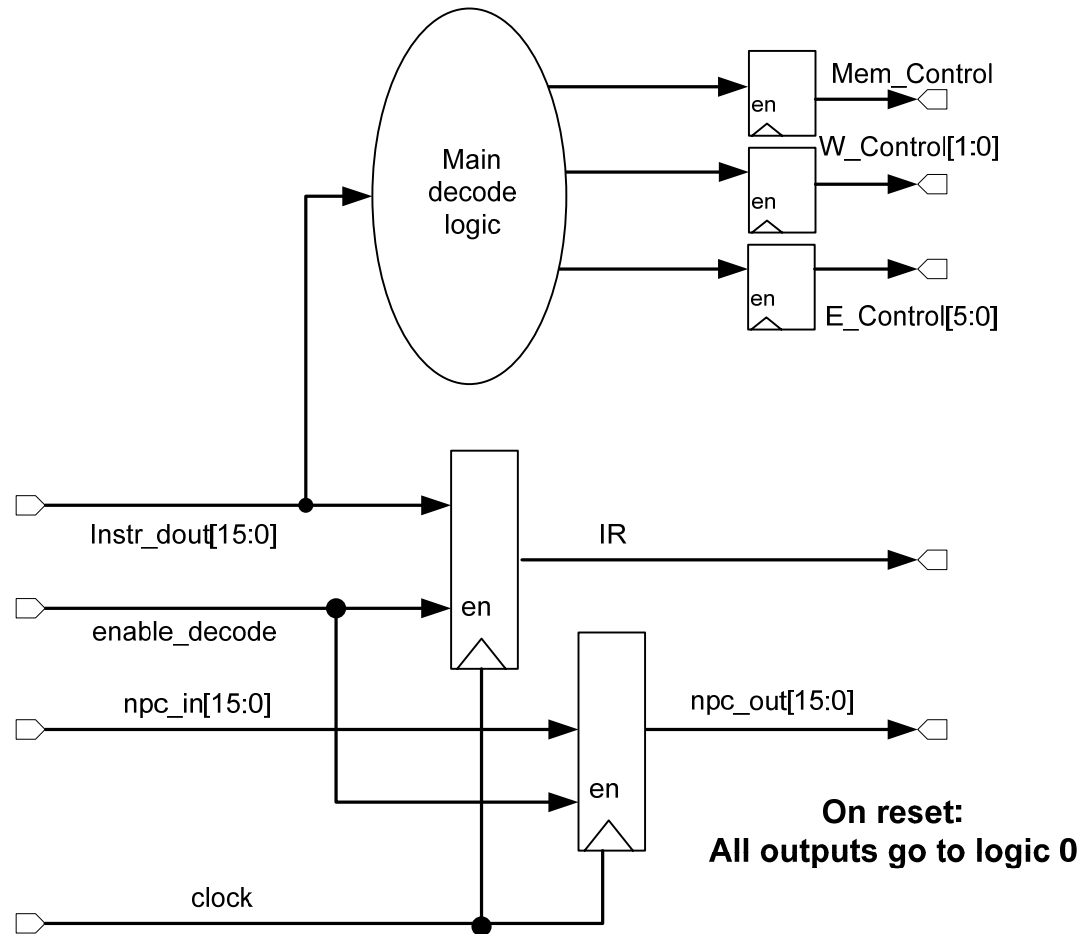 Mem_Control
en
W_Control[1:0]
Main
decode
logic
en
en
E_Control[5:0]
Instr_dout[15:0]
IR
en
enable_decode
npc_in[15:0]
npc_out[15:0]
en
On reset:
All outputs go to logic 0
clock